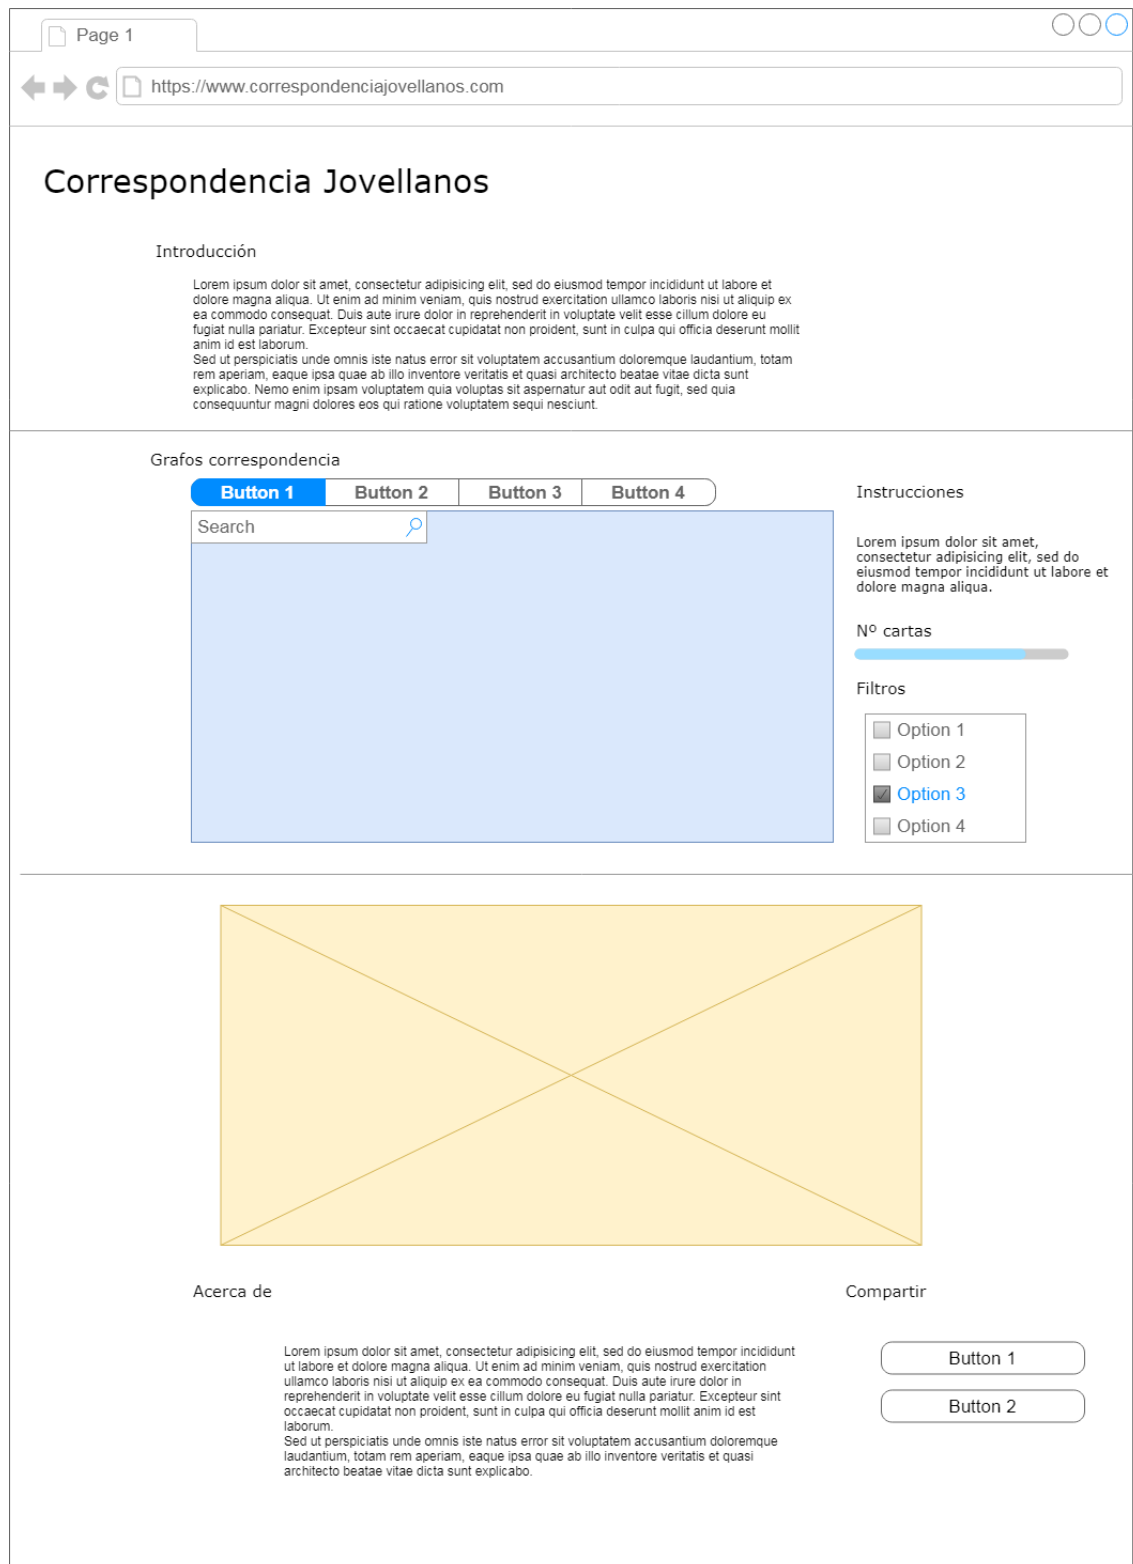 Page 1
https://www.correspondenciajovellanos.com
Correspondencia Jovellanos
Introducción
Lorem ipsum dolor sit amet, consectetur adipisicing elit, sed do eiusmod tempor incididunt ut labore et
dolore magna aliqua. Ut enim ad minim veniam, quis nostrud exercitation ullamco laboris nisi ut aliquip ex
ea commodo consequat. Duis aute irure dolor in reprehenderit in voluptate velit esse cillum dolore eu
fugiat nulla pariatur. Excepteur sint occaecat cupidatat non proident, sunt in culpa qui officia deserunt mollit
anim id est laborum.
Sed ut perspiciatis unde omnis iste natus error sit voluptatem accusantium doloremque laudantium, totam
rem aperiam, eaque ipsa quae ab illo inventore veritatis et quasi architecto beatae vitae dicta sunt
explicabo. Nemo enim ipsam voluptatem quia voluptas sit aspernatur aut odit aut fugit, sed quia
consequuntur magni dolores eos qui ratione voluptatem sequi nesciunt.
Grafos correspondencia
Button 1 Button 2 Button 3 Button 4
Search
Instrucciones
Lorem ipsum dolor sit amet,
consectetur adipisicing elit, sed do
eiusmod tempor incididunt ut labore et
dolore magna aliqua.
Nº cartas
Filtros
Option 1
Option 2
Option 3
Option 4
Acerca de
Lorem ipsum dolor sit amet, consectetur adipisicing elit, sed do eiusmod tempor incididunt
ut labore et dolore magna aliqua. Ut enim ad minim veniam, quis nostrud exercitation
ullamco laboris nisi ut aliquip ex ea commodo consequat. Duis aute irure dolor in
reprehenderit in voluptate velit esse cillum dolore eu fugiat nulla pariatur. Excepteur sint
occaecat cupidatat non proident, sunt in culpa qui officia deserunt mollit anim id est
laborum.
Sed ut perspiciatis unde omnis iste natus error sit voluptatem accusantium doloremque
laudantium, totam rem aperiam, eaque ipsa quae ab illo inventore veritatis et quasi
architecto beatae vitae dicta sunt explicabo.
Compartir
Button 1
Button 2